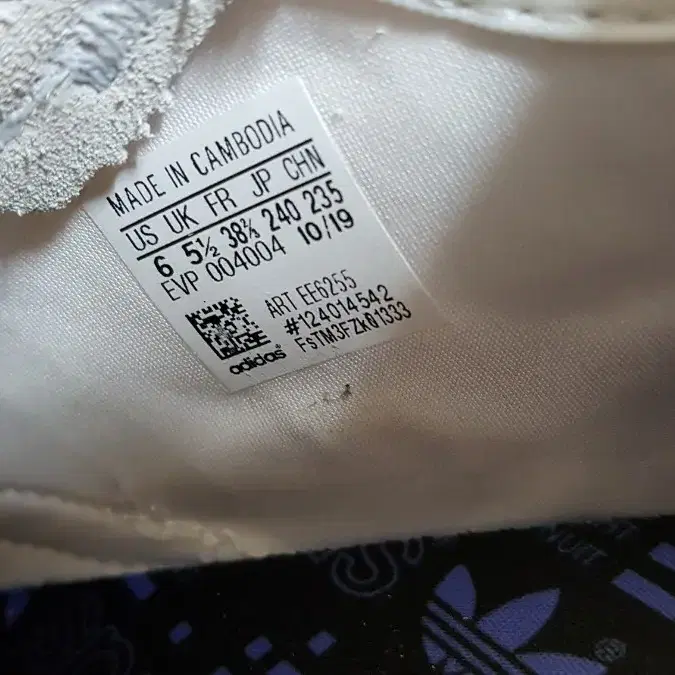 MADE IN CAMBODIA
US UK FR JP CHN
6 5½ 38⅔ 240 235
EVP 004004 10/19
ART EE6255
#124014542
FsTM3FZk01333
adidas